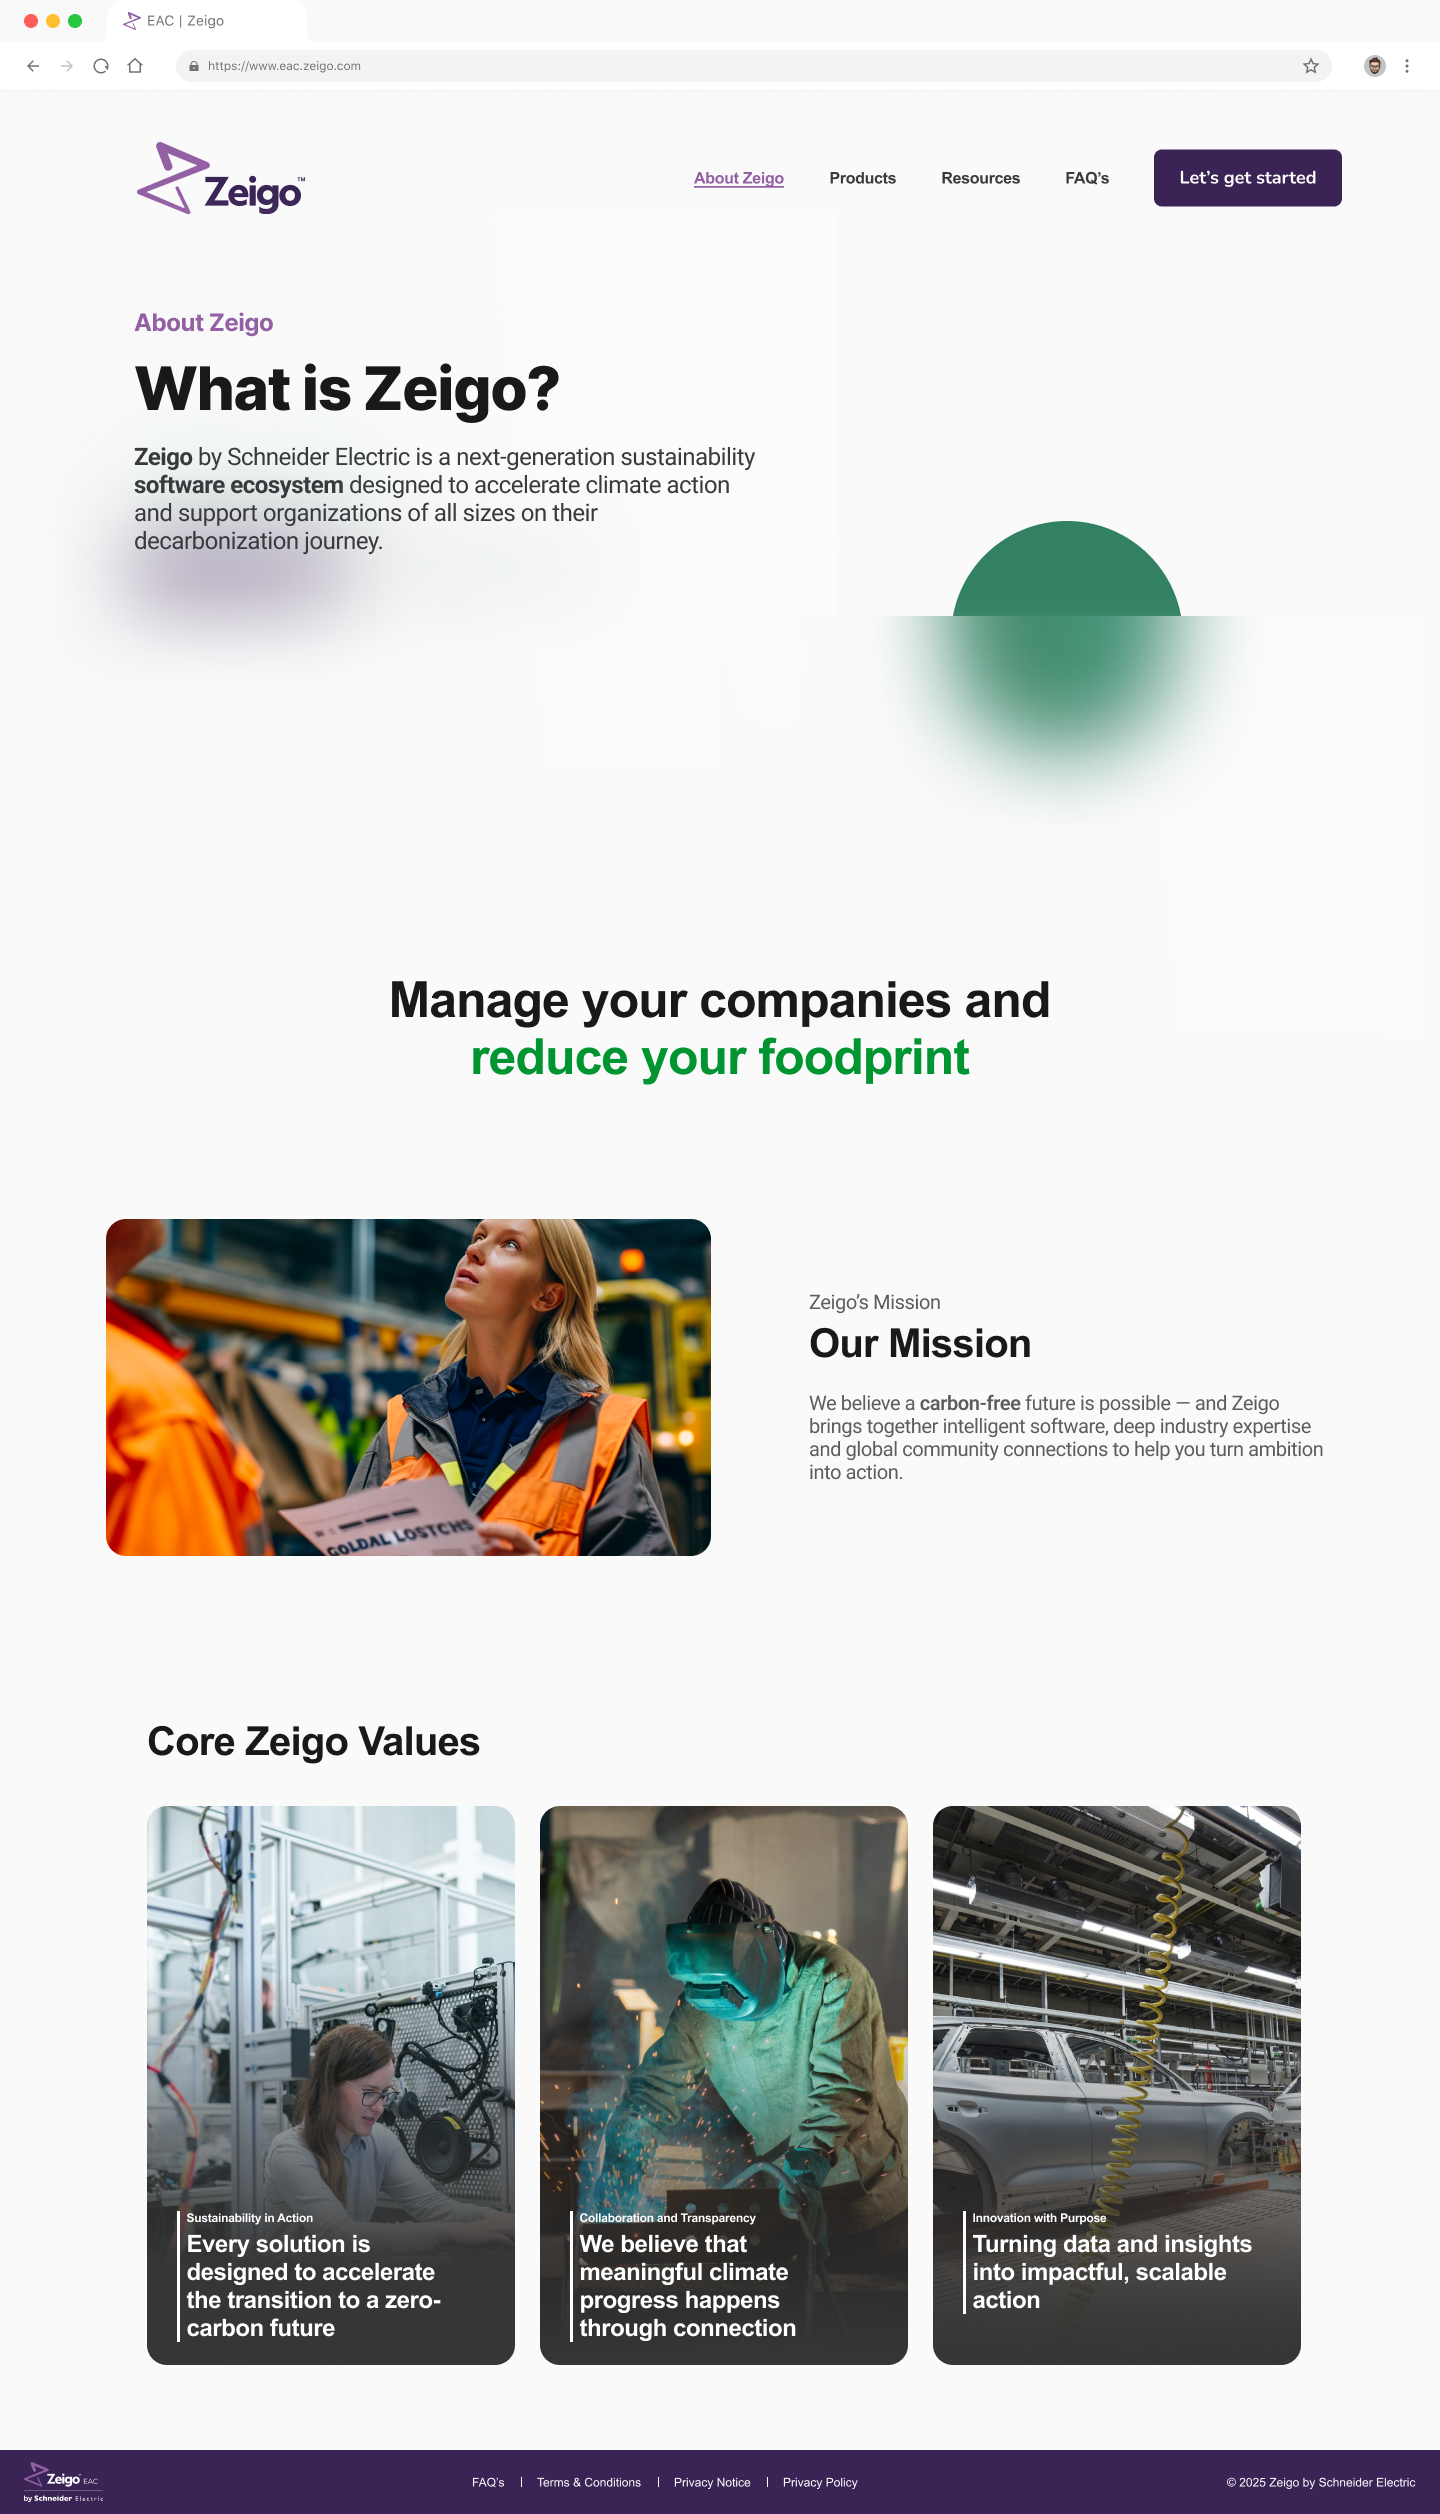 EAC | Zeigo
https://www.eac.zeigo.com
Zeigo™
About Zeigo
Products
Resources
FAQ's
Let's get started
About Zeigo
What is Zeigo?
Zeigo by Schneider Electric is a next-generation sustainability
software ecosystem designed to accelerate climate action
and support organizations of all sizes on their
decarbonization journey.
Manage your companies and
reduce your foodprint
GOLDAL LOSTCHS
Zeigo's Mission
Our Mission
We believe a carbon-free future is possible — and Zeigo
brings together intelligent software, deep industry expertise
and global community connections to help you turn ambition
into action.
Core Zeigo Values
Sustainability in Action
Every solution is
designed to accelerate
the transition to a zero-
carbon future
Collaboration and Transparency
We believe that
meaningful climate
progress happens
through connection
Innovation with Purpose
Turning data and insights
into impactful, scalable
action
Zeigo EAC
by Schneider Electric
FAQ's | Terms & Conditions | Privacy Notice | Privacy Policy
© 2025 Zeigo by Schneider Electric